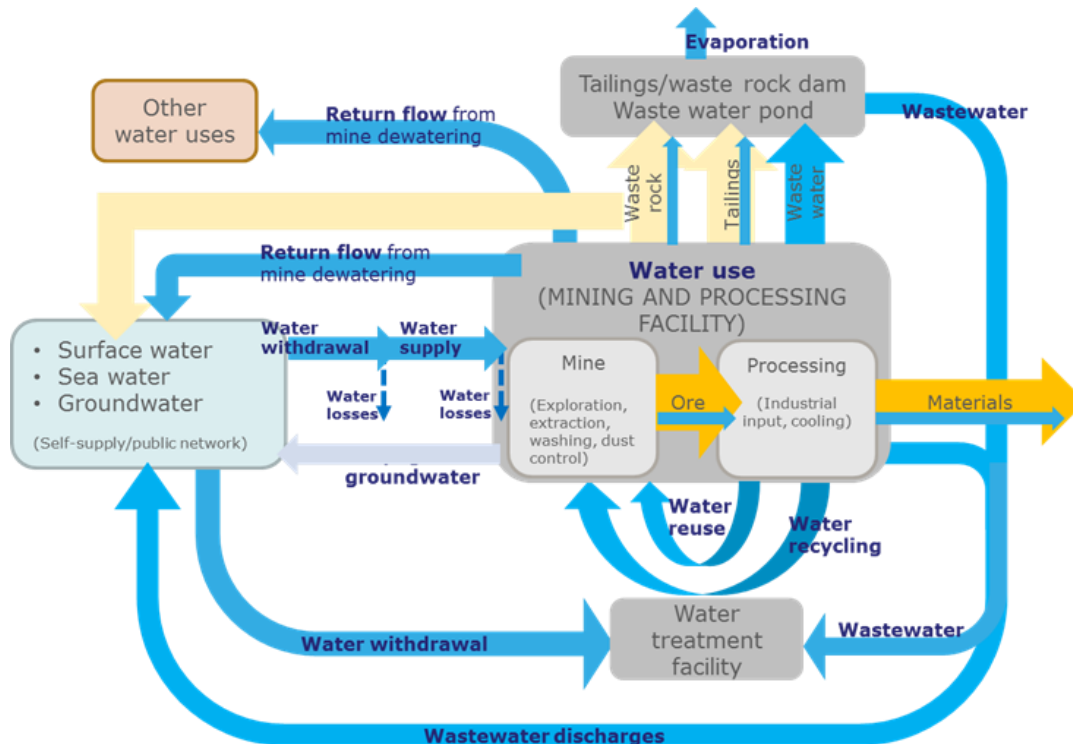 Evaporation
Tailings/waste rock dam
Waste water pond
Other
water uses
Return flow from
mine dewatering
Wastewater
Waste
rock
Tailings
Waste
water
Return flow from
mine dewatering
Water use
(MINING AND PROCESSING
FACILITY)
• Surface water
• Sea water
• Groundwater
(Self-supply/public network)
Water
withdrawal
Water
supply
Water
losses
Water
losses
Mine
(Exploration,
extraction,
washing, dust
control)
Ore
Processing
(Industrial
input, cooling)
Materials
groundwater
Water
reuse
Water
recycling
Water
treatment
facility
Water withdrawal
Wastewater
Wastewater discharges